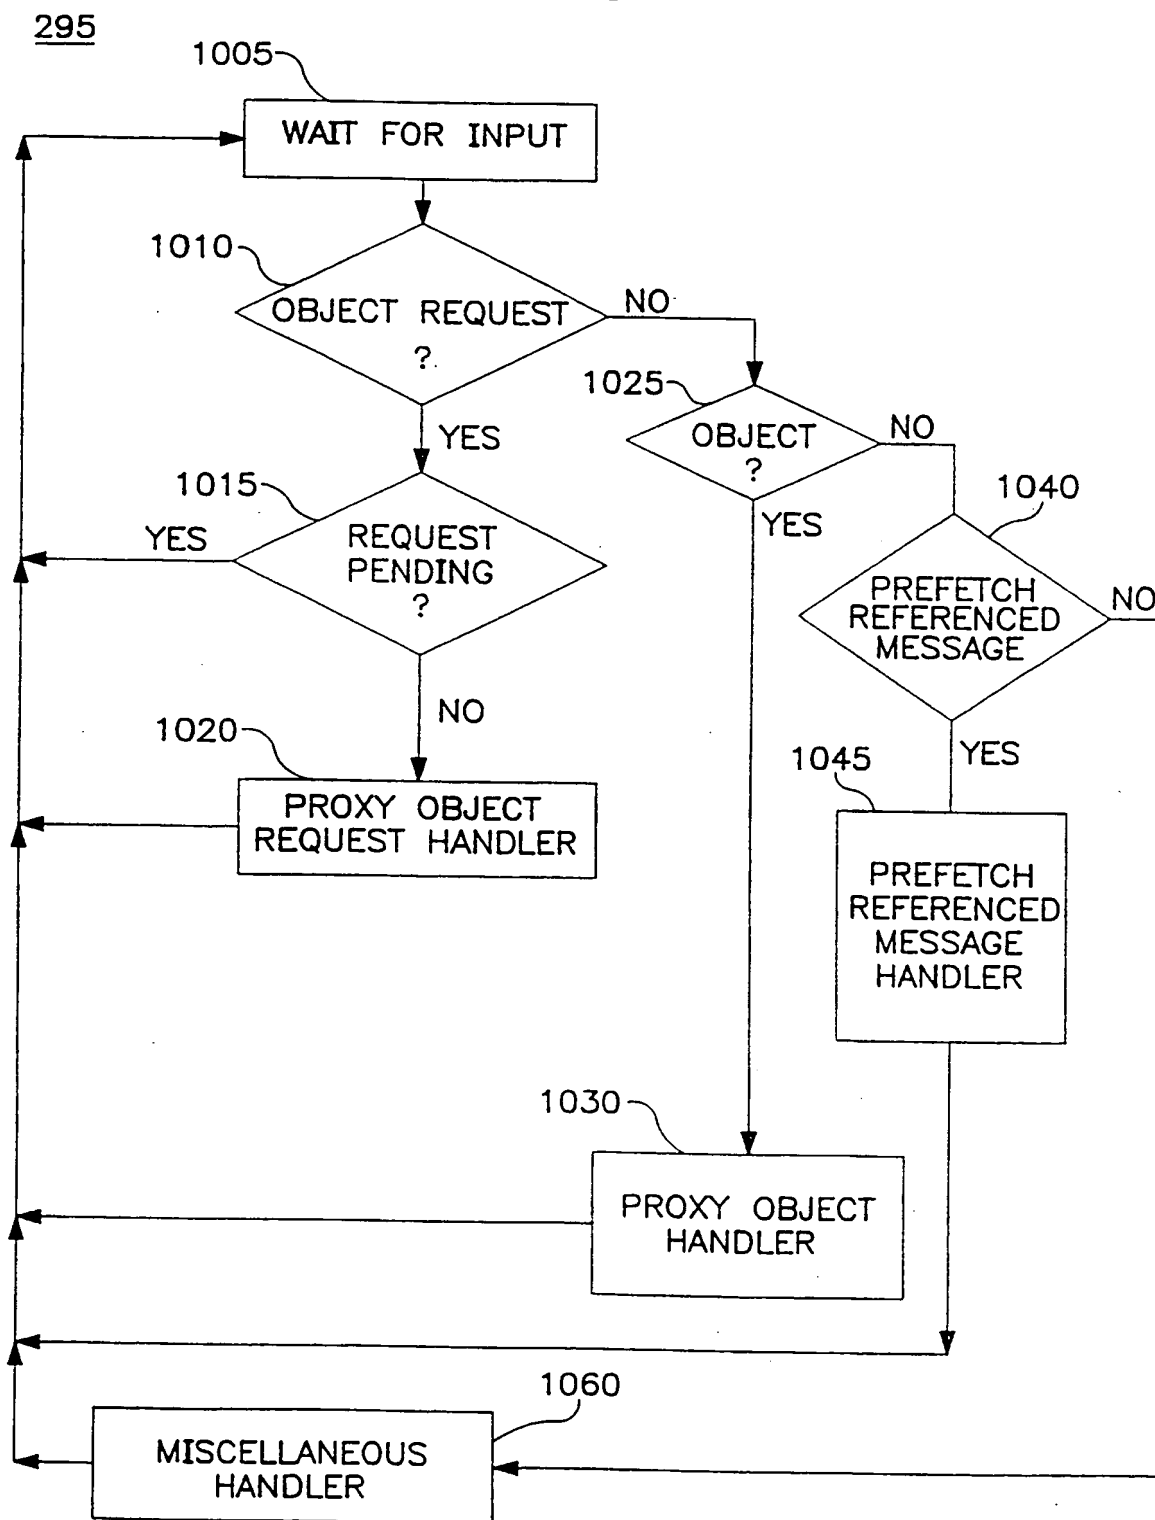 295
1005
WAIT FOR INPUT
1010
OBJECT REQUEST
?
NO
YES
1025
OBJECT
?
NO
YES
1015
REQUEST
PENDING
?
YES
NO
1040
PREFETCH
REFERENCED
MESSAGE
NO
YES
1020
PROXY OBJECT
REQUEST HANDLER
1045
PREFETCH
REFERENCED
MESSAGE
HANDLER
1030
PROXY OBJECT
HANDLER
1060
MISCELLANEOUS
HANDLER